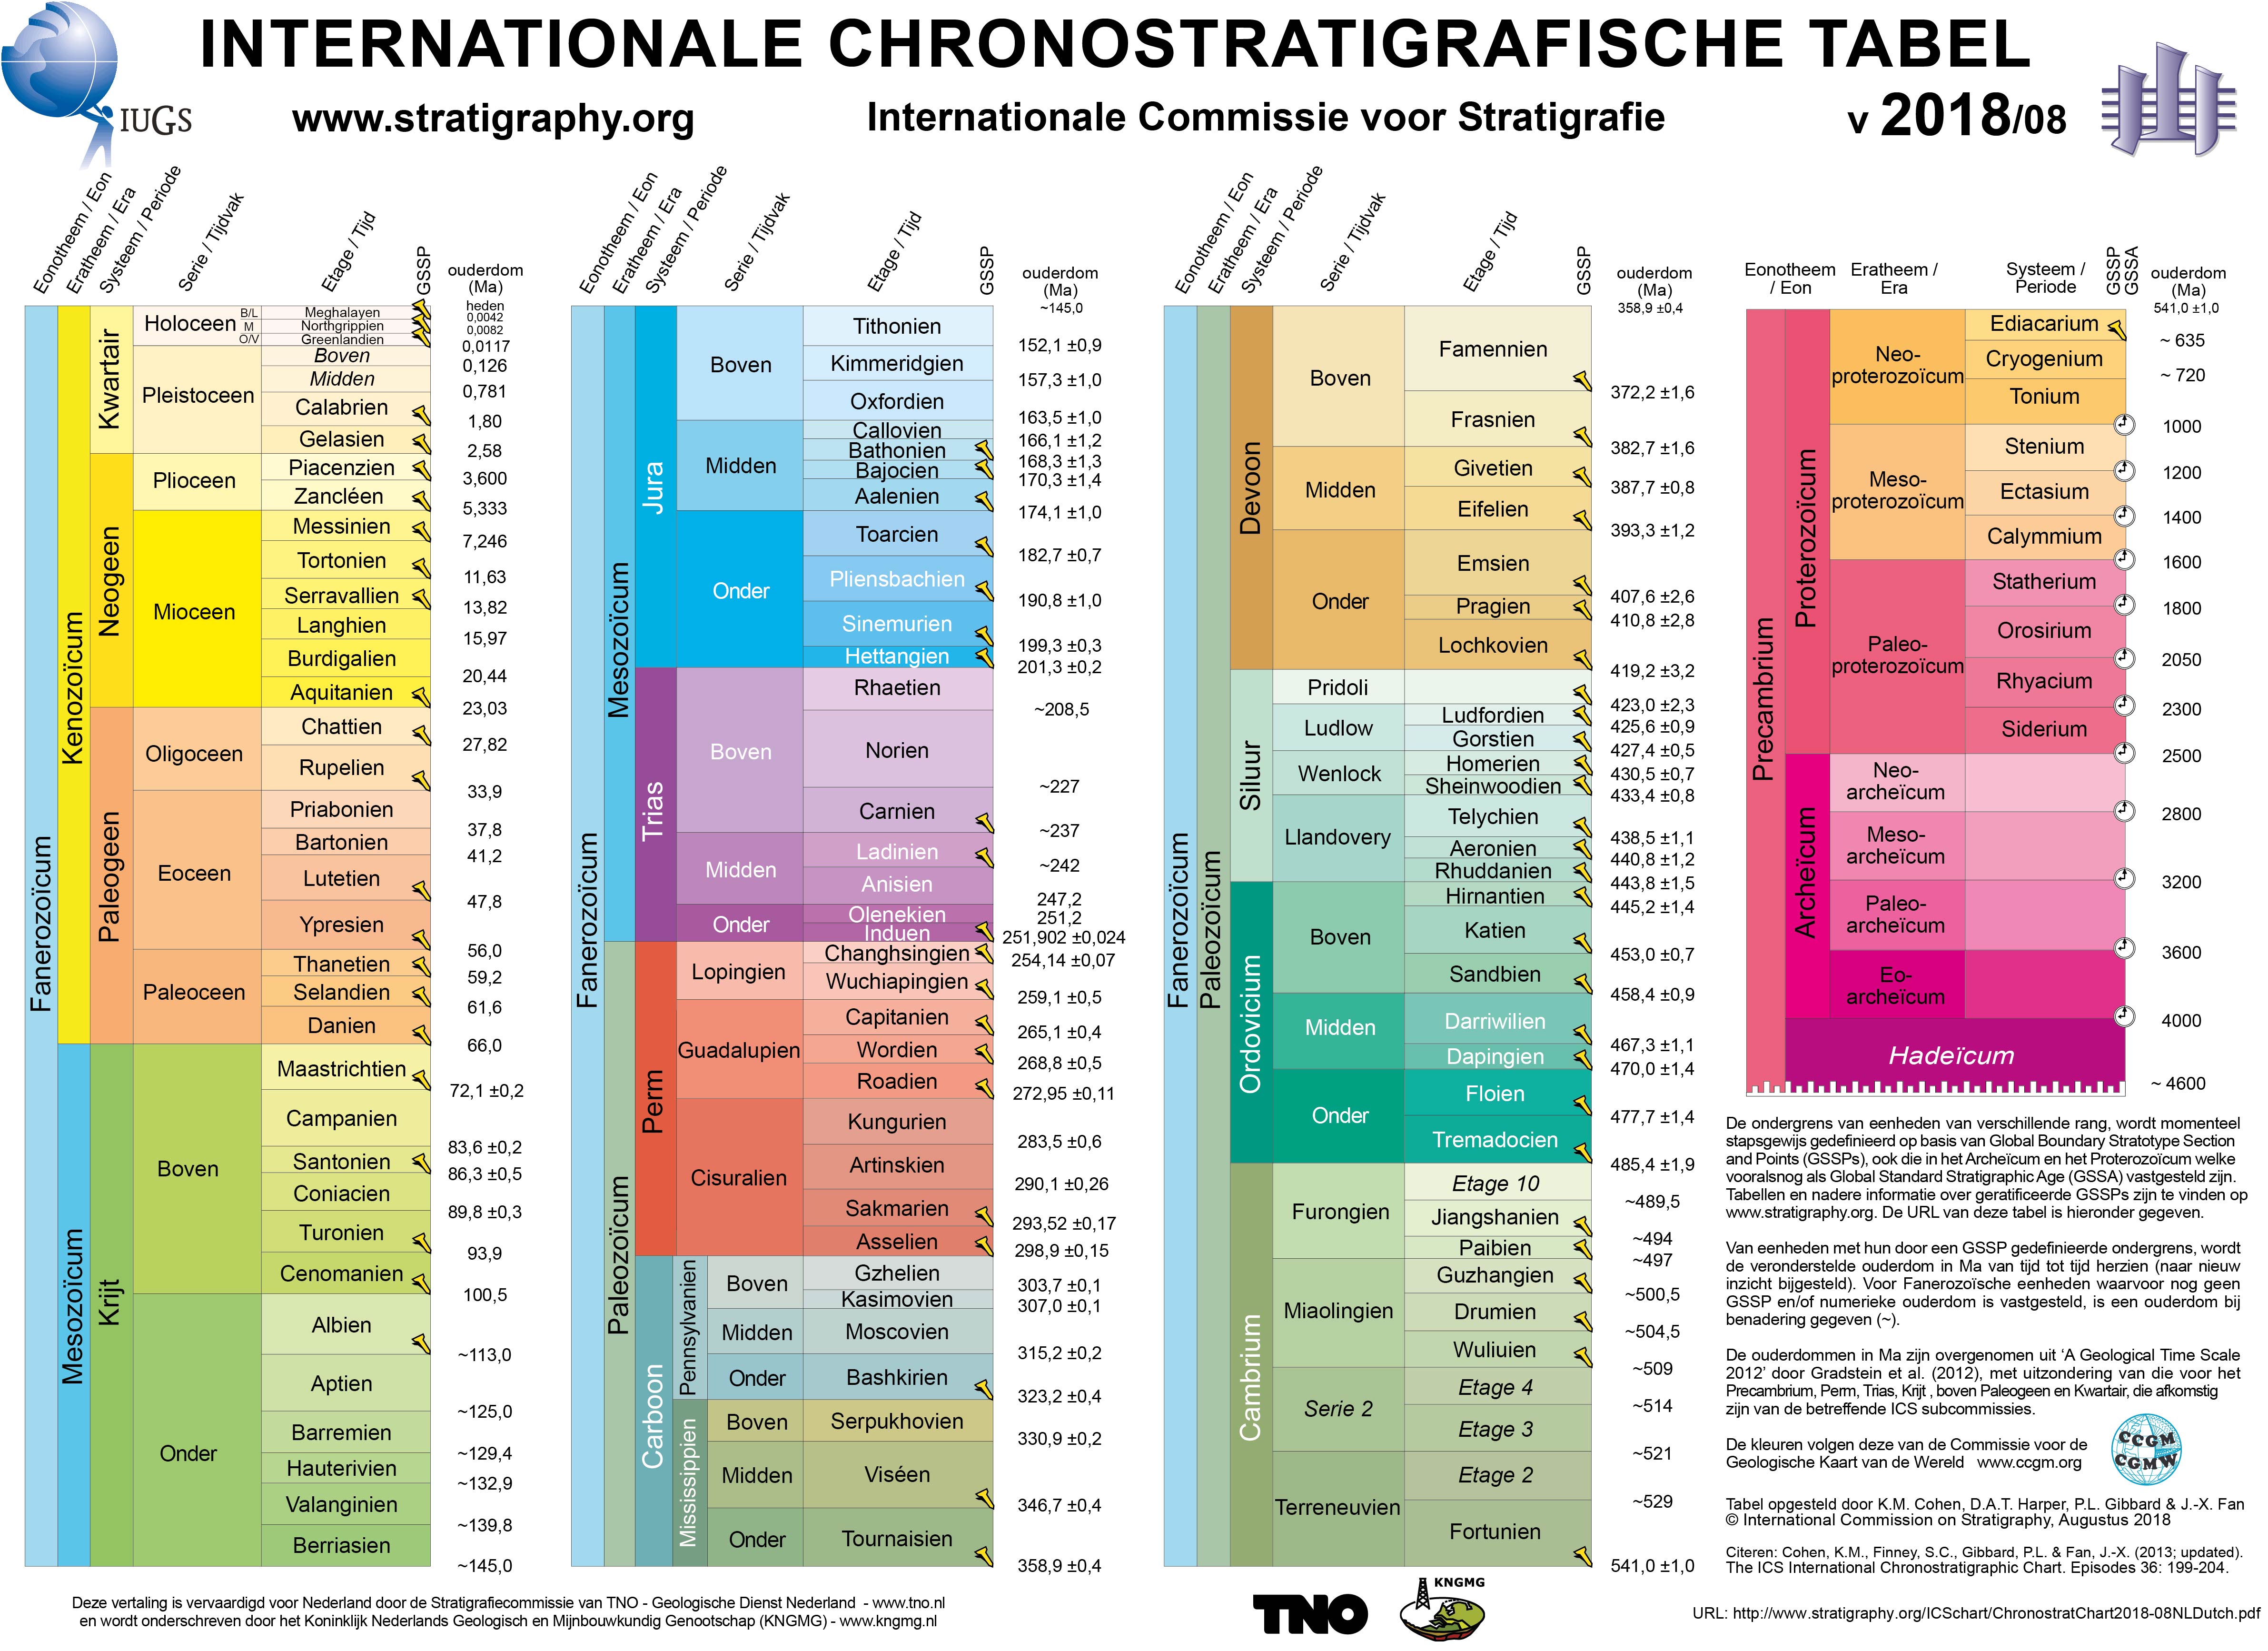 INTERNATIONALE CHRONOSTRATIGRAFISCHE TABEL
IUGS
www.stratigraphy.org
Internationale Commissie voor Stratigrafie
v 2018/08
Eonotheem / Eon
Eratheem / Era
Systeem / Periode
Serie / Tijdvak
Etage / Tijd
GSSP
ouderdom
(Ma)
Fanerozoïcum
Kenozoïcum
Mesozoïcum
Kwartair
Neogeen
Paleogeen
Krijt
Holoceen
B/L
M
O/V
Pleistoceen
Plioceen
Mioceen
Oligoceen
Eoceen
Paleoceen
Boven
Onder
heden
Meghalayen
0,0042
Northgrippien
0,0082
Greenlandien
0,0117
Boven
0,126
Midden
0,781
Calabrien
1,80
Gelasien
2,58
Piacenzien
3,600
Zancléen
5,333
Messinien
7,246
Tortonien
11,63
Serravallien
13,82
Langhien
15,97
Burdigalien
20,44
Aquitanien
23,03
Chattien
27,82
Rupelien
33,9
Priabonien
37,8
Bartonien
41,2
Lutetien
47,8
Ypresien
56,0
Thanetien
59,2
Selandien
61,6
Danien
66,0
Maastrichtien
72,1 ±0,2
Campanien
83,6 ±0,2
Santonien
86,3 ±0,5
Coniacien
89,8 ±0,3
Turonien
93,9
Cenomanien
100,5
Albien
~113,0
Aptien
~125,0
Barremien
~129,4
Hauterivien
~132,9
Valanginien
~139,8
Berriasien
~145,0
Eonotheem / Eon
Eratheem / Era
Systeem / Periode
Serie / Tijdvak
Etage / Tijd
GSSP
ouderdom
(Ma)
Fanerozoïcum
Mesozoïcum
Paleozoïcum
Jura
Trias
Perm
Carboon
Pennsylvanien
Mississippien
Boven
Midden
Onder
Boven
Midden
Onder
Lopingien
Guadalupien
Cisuralien
Boven
Midden
Onder
Boven
Midden
Onder
~145,0
Tithonien
152,1 ±0,9
Kimmeridgien
157,3 ±1,0
Oxfordien
163,5 ±1,0
Callovien
166,1 ±1,2
Bathonien
168,3 ±1,3
Bajocien
170,3 ±1,4
Aalenien
174,1 ±1,0
Toarcien
182,7 ±0,7
Pliensbachien
190,8 ±1,0
Sinemurien
199,3 ±0,3
Hettangien
201,3 ±0,2
Rhaetien
~208,5
Norien
~227
Carnien
~237
Ladinien
~242
Anisien
247,2
Olenekien
251,2
Induen
251,902 ±0,024
Changhsingien
254,14 ±0,07
Wuchiapingien
259,1 ±0,5
Capitanien
265,1 ±0,4
Wordien
268,8 ±0,5
Roadien
272,95 ±0,11
Kungurien
283,5 ±0,6
Artinskien
290,1 ±0,26
Sakmarien
293,52 ±0,17
Asselien
298,9 ±0,15
Gzhelien
303,7 ±0,1
Kasimovien
307,0 ±0,1
Moscovien
315,2 ±0,2
Bashkirien
323,2 ±0,4
Serpukhovien
330,9 ±0,2
Viséen
346,7 ±0,4
Tournaisien
358,9 ±0,4
Eonotheem / Eon
Eratheem / Era
Systeem / Periode
Serie / Tijdvak
Etage / Tijd
GSSP
ouderdom
(Ma)
Fanerozoïcum
Paleozoïcum
Devoon
Siluur
Ordovicium
Cambrium
Boven
Midden
Onder
Pridoli
Ludlow
Wenlock
Llandovery
Boven
Midden
Onder
Furongien
Miaolingien
Serie 2
Terreneuvien
358,9 ±0,4
Famennien
372,2 ±1,6
Frasnien
382,7 ±1,6
Givetien
387,7 ±0,8
Eifelien
393,3 ±1,2
Emsien
407,6 ±2,6
Pragien
410,8 ±2,8
Lochkovien
419,2 ±3,2
423,0 ±2,3
Ludfordien
425,6 ±0,9
Gorstien
427,4 ±0,5
Homerien
430,5 ±0,7
Sheinwoodien
433,4 ±0,8
Telychien
438,5 ±1,1
Aeronien
440,8 ±1,2
Rhuddanien
443,8 ±1,5
Hirnantien
445,2 ±1,4
Katien
453,0 ±0,7
Sandbien
458,4 ±0,9
Darriwilien
467,3 ±1,1
Dapingien
470,0 ±1,4
Floien
477,7 ±1,4
Tremadocien
485,4 ±1,9
Etage 10
~489,5
Jiangshanien
~494
Paibien
~497
Guzhangien
~500,5
Drumien
~504,5
Wuliuien
~509
Etage 4
~514
Etage 3
~521
Etage 2
~529
Fortunien
541,0 ±1,0
Eonotheem
/ Eon
Eratheem /
Era
Systeem /
Periode
GSSP
GSSA
ouderdom
(Ma)
Precambrium
Proterozoïcum
Archeïcum
Hadeïcum
Neo-
proterozoïcum
Meso-
proterozoïcum
Paleo-
proterozoïcum
Neo-
archeïcum
Meso-
archeïcum
Paleo-
archeïcum
Eo-
archeïcum
541,0 ±1,0
Ediacarium
~ 635
Cryogenium
~ 720
Tonium
1000
Stenium
1200
Ectasium
1400
Calymmium
1600
Statherium
1800
Orosirium
2050
Rhyacium
2300
Siderium
2500
2800
3200
3600
4000
~ 4600
De ondergrens van eenheden van verschillende rang, wordt momenteel
stapsgewijs gedefinieerd op basis van Global Boundary Stratotype Section
and Points (GSSPs), ook die in het Archeïcum en het Proterozoïcum welke
vooralsnog als Global Standard Stratigraphic Age (GSSA) vastgesteld zijn.
Tabellen en nadere informatie over geratificeerde GSSPs zijn te vinden op
www.stratigraphy.org. De URL van deze tabel is hieronder gegeven.
Van eenheden met hun door een GSSP gedefinieerde ondergrens, wordt
de veronderstelde ouderdom in Ma van tijd tot tijd herzien (naar nieuw
inzicht bijgesteld). Voor Fanerozoïsche eenheden waarvoor nog geen
GSSP en/of numerieke ouderdom is vastgesteld, is een ouderdom bij
benadering gegeven (~).
De ouderdommen in Ma zijn overgenomen uit ‘A Geological Time Scale
2012’ door Gradstein et al. (2012), met uitzondering van die voor het
Precambrium, Perm, Trias, Krijt , boven Paleogeen en Kwartair, die afkomstig
zijn van de betreffende ICS subcommissies.
De kleuren volgen deze van de Commissie voor de
Geologische Kaart van de Wereld www.ccgm.org
CCGM
CGMW
Tabel opgesteld door K.M. Cohen, D.A.T. Harper, P.L. Gibbard & J.-X. Fan
© International Commission on Stratigraphy, Augustus 2018
Citeren: Cohen, K.M., Finney, S.C., Gibbard, P.L. & Fan, J.-X. (2013; updated).
The ICS International Chronostratigraphic Chart. Episodes 36: 199-204.
Deze vertaling is vervaardigd voor Nederland door de Stratigrafiecommissie van TNO - Geologische Dienst Nederland - www.tno.nl
en wordt onderschreven door het Koninklijk Nederlands Geologisch en Mijnbouwkundig Genootschap (KNGMG) - www.kngmg.nl
TNO
KNGMG
URL: http://www.stratigraphy.org/ICSchart/ChronostratChart2018-08NLDutch.pdf